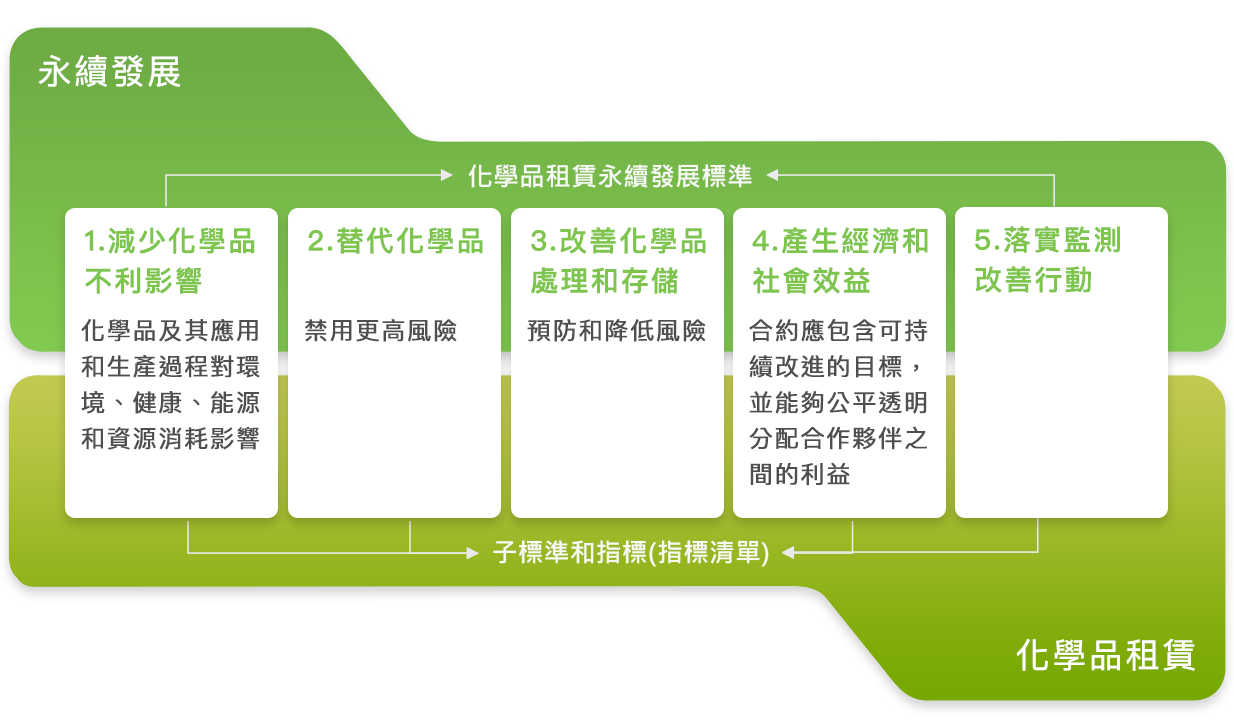 永續發展
化學品租賃永續發展標準
1.減少化學品
不利影響
化學品及其應用
和生產過程對環
境、健康、能源
和資源消耗影響
2.替代化學品
禁用更高風險
3.改善化學品
處理和存儲
預防和降低風險
4.產生經濟和
社會效益
合約應包含可持
續改進的目標，
並能夠公平透明
分配合作夥伴之
間的利益
5.落實監測
改善行動
子標準和指標(指標清單)
化學品租賃